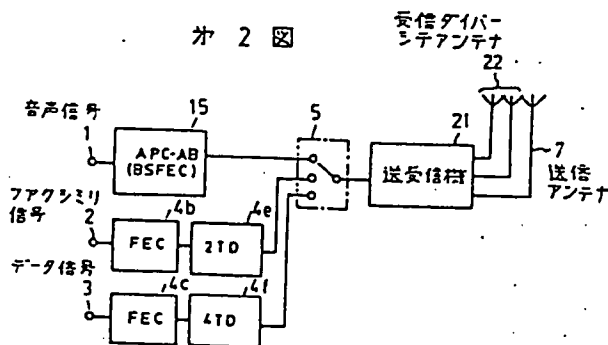 第2図
受信ダイバー
シテアンテナ
22
音声信号
1
15
APC-AB
(BSFEC)
5
21
送受信機
7
送信
アンテナ
ファクシミリ
信号
2
4b
FEC
4e
2TD
データ信号
3
4c
FEC
4f
4TD